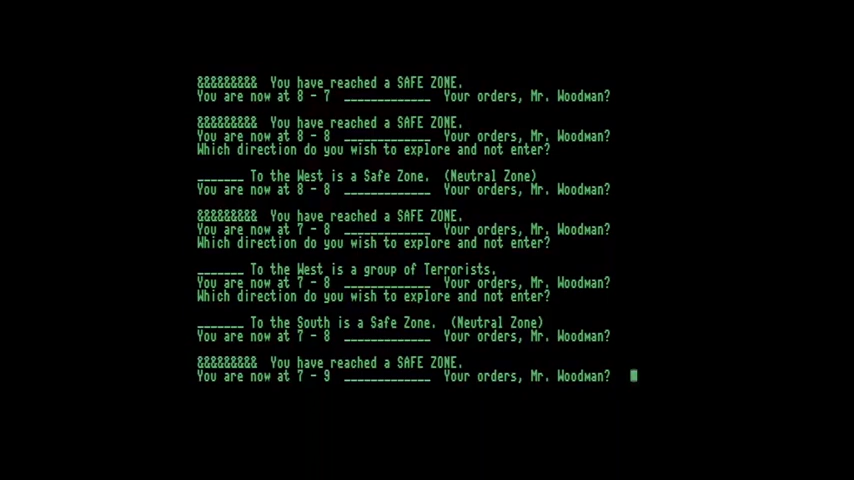 &&&&&&&&&  You have reached a SAFE ZONE.
You are now at 8 - 7  _____________  Your orders, Mr. Woodman?
&&&&&&&&&  You have reached a SAFE ZONE.
You are now at 8 - 8  _____________  Your orders, Mr. Woodman?
Which direction do you wish to explore and not enter?
_______ To the West is a Safe Zone.  (Neutral Zone)
You are now at 8 - 8  _____________  Your orders, Mr. Woodman?
&&&&&&&&&  You have reached a SAFE ZONE.
You are now at 7 - 8  _____________  Your orders, Mr. Woodman?
Which direction do you wish to explore and not enter?
_______ To the West is a group of Terrorists.
You are now at 7 - 8  _____________  Your orders, Mr. Woodman?
Which direction do you wish to explore and not enter?
_______ To the South is a Safe Zone.  (Neutral Zone)
You are now at 7 - 8  _____________  Your orders, Mr. Woodman?
&&&&&&&&&  You have reached a SAFE ZONE.
You are now at 7 - 9  _____________  Your orders, Mr. Woodman?